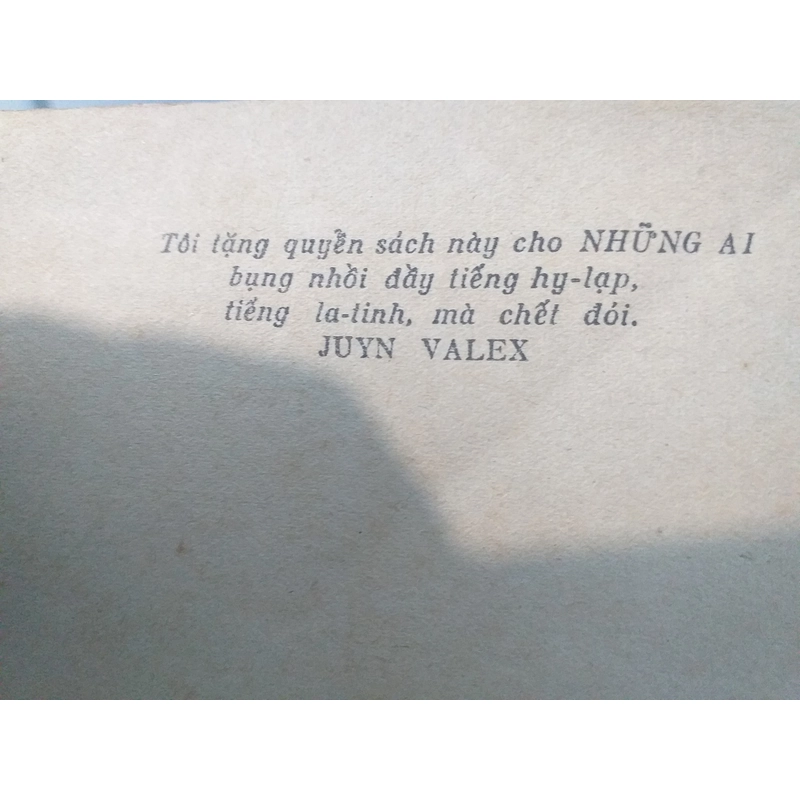 Tôi tặng quyển sách này cho NHỮNG AI
bụng nhồi đầy tiếng hy-lạp,
tiếng la-tinh, mà chết đói.
JUYN VALEX